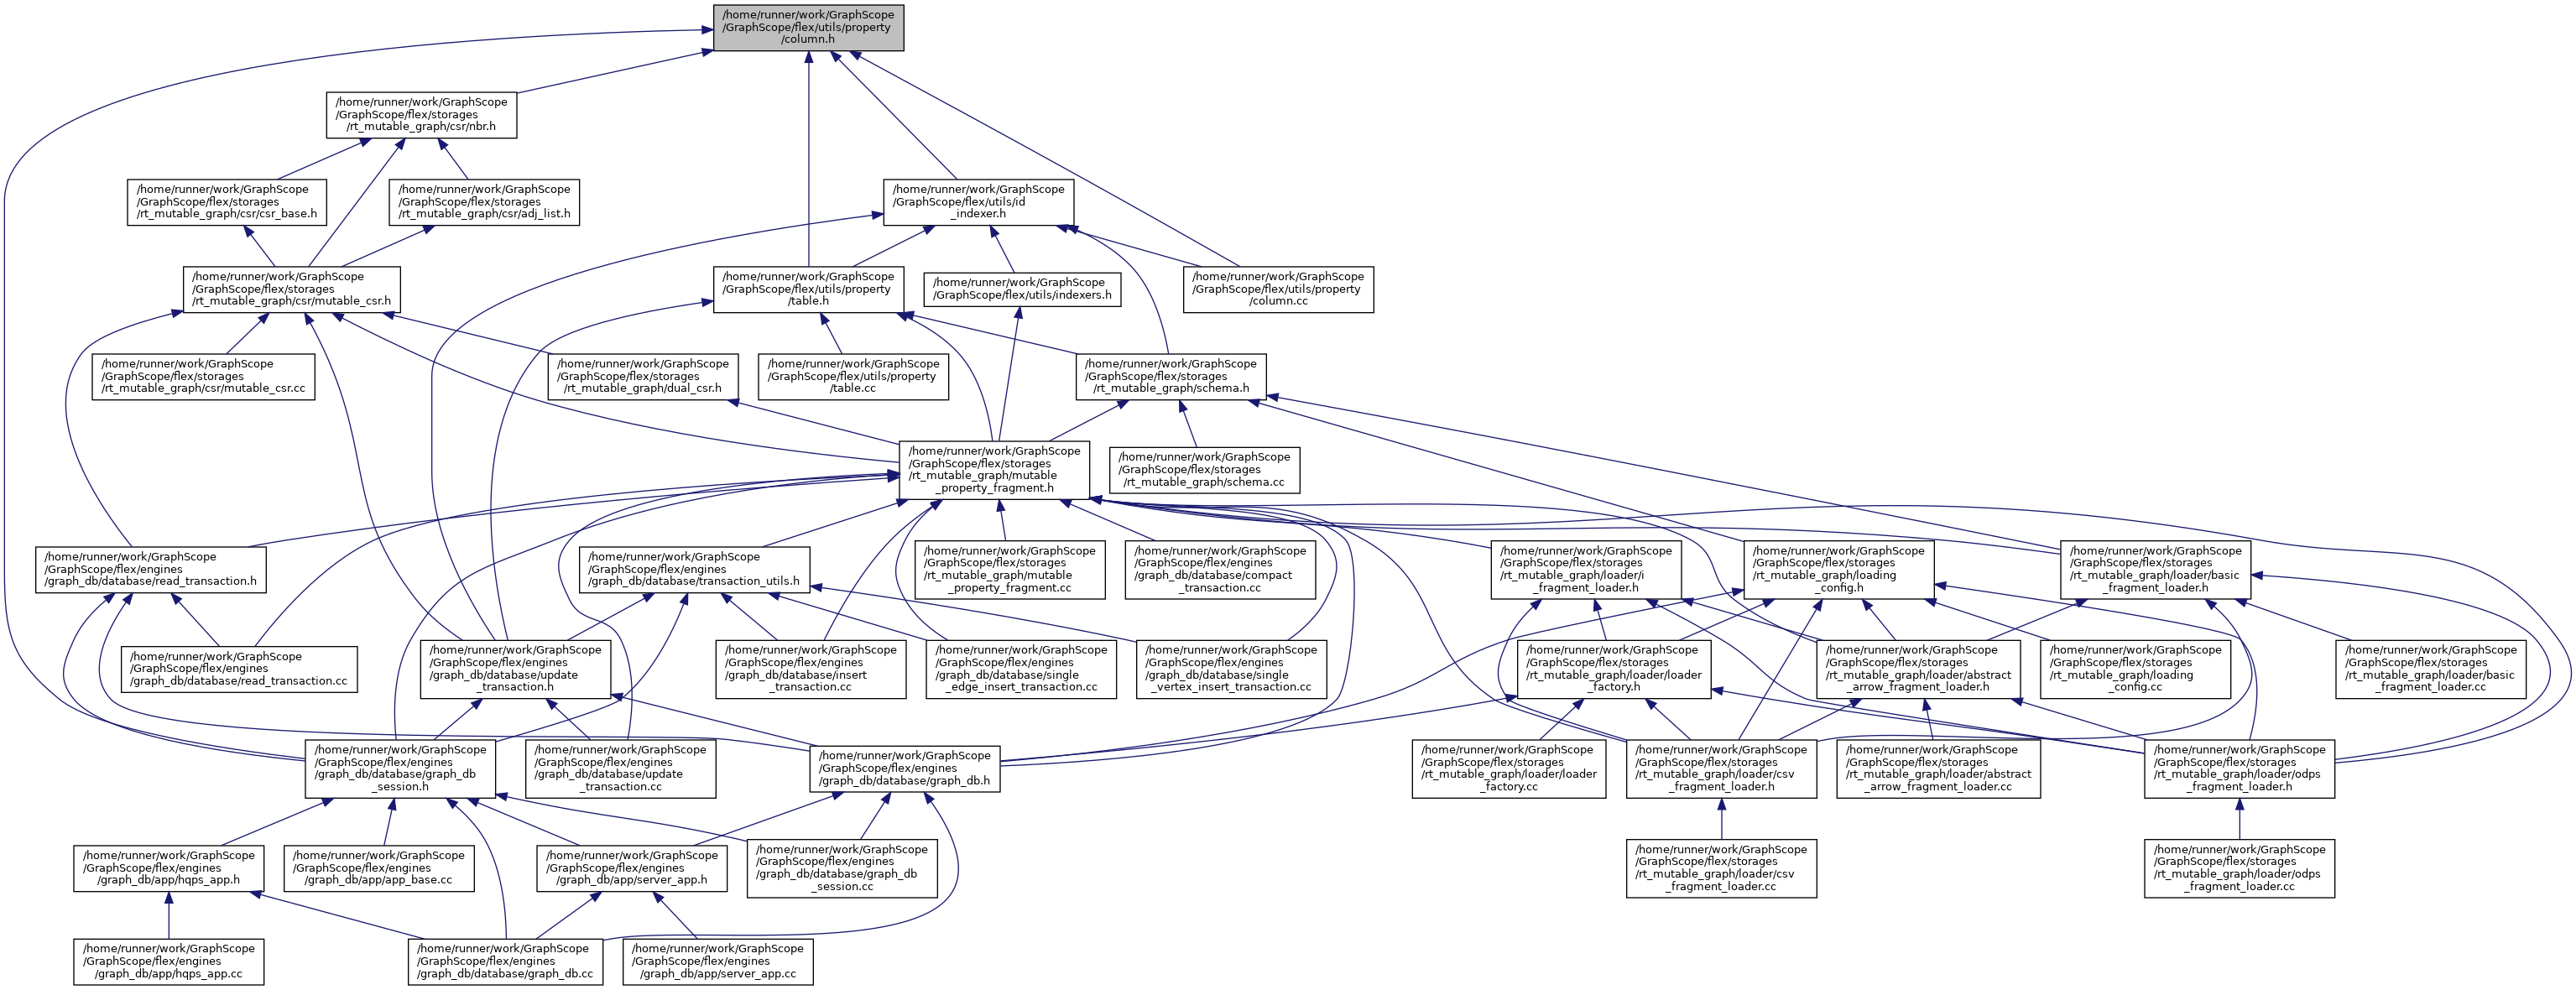 /home/runner/work/GraphScope
/GraphScope/flex/utils/property
/column.h
/home/runner/work/GraphScope
/GraphScope/flex/storages
/rt_mutable_graph/csr/nbr.h
/home/runner/work/GraphScope
/GraphScope/flex/storages
/rt_mutable_graph/csr/csr_base.h
/home/runner/work/GraphScope
/GraphScope/flex/storages
/rt_mutable_graph/csr/adj_list.h
/home/runner/work/GraphScope
/GraphScope/flex/utils/id
_indexer.h
/home/runner/work/GraphScope
/GraphScope/flex/storages
/rt_mutable_graph/csr/mutable_csr.h
/home/runner/work/GraphScope
/GraphScope/flex/utils/property
/table.h
/home/runner/work/GraphScope
/GraphScope/flex/utils/indexers.h
/home/runner/work/GraphScope
/GraphScope/flex/utils/property
/column.cc
/home/runner/work/GraphScope
/GraphScope/flex/storages
/rt_mutable_graph/csr/mutable_csr.cc
/home/runner/work/GraphScope
/GraphScope/flex/storages
/rt_mutable_graph/dual_csr.h
/home/runner/work/GraphScope
/GraphScope/flex/utils/property
/table.cc
/home/runner/work/GraphScope
/GraphScope/flex/storages
/rt_mutable_graph/schema.h
/home/runner/work/GraphScope
/GraphScope/flex/storages
/rt_mutable_graph/mutable
_property_fragment.h
/home/runner/work/GraphScope
/GraphScope/flex/storages
/rt_mutable_graph/schema.cc
/home/runner/work/GraphScope
/GraphScope/flex/engines
/graph_db/database/read_transaction.h
/home/runner/work/GraphScope
/GraphScope/flex/engines
/graph_db/database/transaction_utils.h
/home/runner/work/GraphScope
/GraphScope/flex/storages
/rt_mutable_graph/mutable
_property_fragment.cc
/home/runner/work/GraphScope
/GraphScope/flex/engines
/graph_db/database/compact
_transaction.cc
/home/runner/work/GraphScope
/GraphScope/flex/storages
/rt_mutable_graph/loader/i
_fragment_loader.h
/home/runner/work/GraphScope
/GraphScope/flex/storages
/rt_mutable_graph/loading
_config.h
/home/runner/work/GraphScope
/GraphScope/flex/storages
/rt_mutable_graph/loader/basic
_fragment_loader.h
/home/runner/work/GraphScope
/GraphScope/flex/engines
/graph_db/database/read_transaction.cc
/home/runner/work/GraphScope
/GraphScope/flex/engines
/graph_db/database/update
_transaction.h
/home/runner/work/GraphScope
/GraphScope/flex/engines
/graph_db/database/insert
_transaction.cc
/home/runner/work/GraphScope
/GraphScope/flex/engines
/graph_db/database/single
_edge_insert_transaction.cc
/home/runner/work/GraphScope
/GraphScope/flex/engines
/graph_db/database/single
_vertex_insert_transaction.cc
/home/runner/work/GraphScope
/GraphScope/flex/storages
/rt_mutable_graph/loader/loader
_factory.h
/home/runner/work/GraphScope
/GraphScope/flex/storages
/rt_mutable_graph/loader/abstract
_arrow_fragment_loader.h
/home/runner/work/GraphScope
/GraphScope/flex/storages
/rt_mutable_graph/loading
_config.cc
/home/runner/work/GraphScope
/GraphScope/flex/storages
/rt_mutable_graph/loader/basic
_fragment_loader.cc
/home/runner/work/GraphScope
/GraphScope/flex/engines
/graph_db/database/graph_db
_session.h
/home/runner/work/GraphScope
/GraphScope/flex/engines
/graph_db/database/update
_transaction.cc
/home/runner/work/GraphScope
/GraphScope/flex/engines
/graph_db/database/graph_db.h
/home/runner/work/GraphScope
/GraphScope/flex/storages
/rt_mutable_graph/loader/loader
_factory.cc
/home/runner/work/GraphScope
/GraphScope/flex/storages
/rt_mutable_graph/loader/csv
_fragment_loader.h
/home/runner/work/GraphScope
/GraphScope/flex/storages
/rt_mutable_graph/loader/abstract
_arrow_fragment_loader.cc
/home/runner/work/GraphScope
/GraphScope/flex/storages
/rt_mutable_graph/loader/odps
_fragment_loader.h
/home/runner/work/GraphScope
/GraphScope/flex/engines
/graph_db/app/hqps_app.h
/home/runner/work/GraphScope
/GraphScope/flex/engines
/graph_db/app/app_base.cc
/home/runner/work/GraphScope
/GraphScope/flex/engines
/graph_db/app/server_app.h
/home/runner/work/GraphScope
/GraphScope/flex/engines
/graph_db/database/graph_db
_session.cc
/home/runner/work/GraphScope
/GraphScope/flex/storages
/rt_mutable_graph/loader/csv
_fragment_loader.cc
/home/runner/work/GraphScope
/GraphScope/flex/storages
/rt_mutable_graph/loader/odps
_fragment_loader.cc
/home/runner/work/GraphScope
/GraphScope/flex/engines
/graph_db/app/hqps_app.cc
/home/runner/work/GraphScope
/GraphScope/flex/engines
/graph_db/database/graph_db.cc
/home/runner/work/GraphScope
/GraphScope/flex/engines
/graph_db/app/server_app.cc